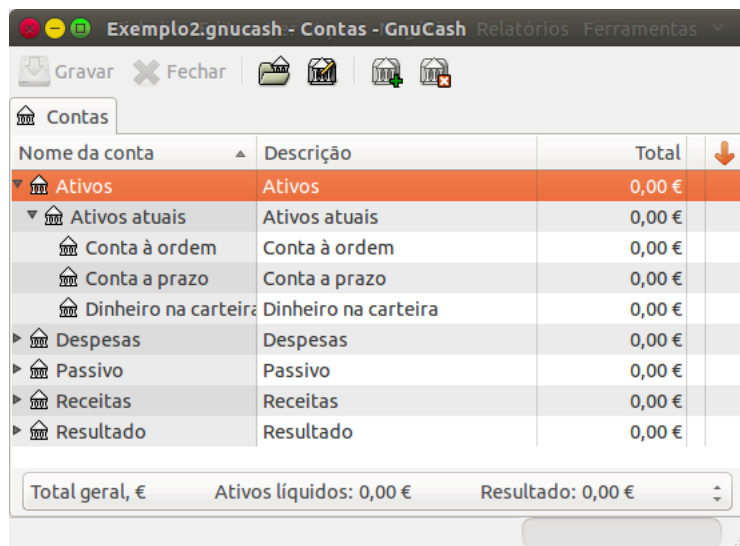 Exemplo2.gnucash - Contas - GnuCash Relatórios Ferramentas
Gravar Fechar
Contas
Nome da conta Descrição Total
Ativos Ativos 0,00 €
Ativos atuais Ativos atuais 0,00 €
Conta à ordem Conta à ordem 0,00 €
Conta a prazo Conta a prazo 0,00 €
Dinheiro na carteira Dinheiro na carteira 0,00 €
Despesas Despesas 0,00 €
Passivo Passivo 0,00 €
Receitas Receitas 0,00 €
Resultado Resultado 0,00 €
Total geral, € Ativos líquidos: 0,00 € Resultado: 0,00 €